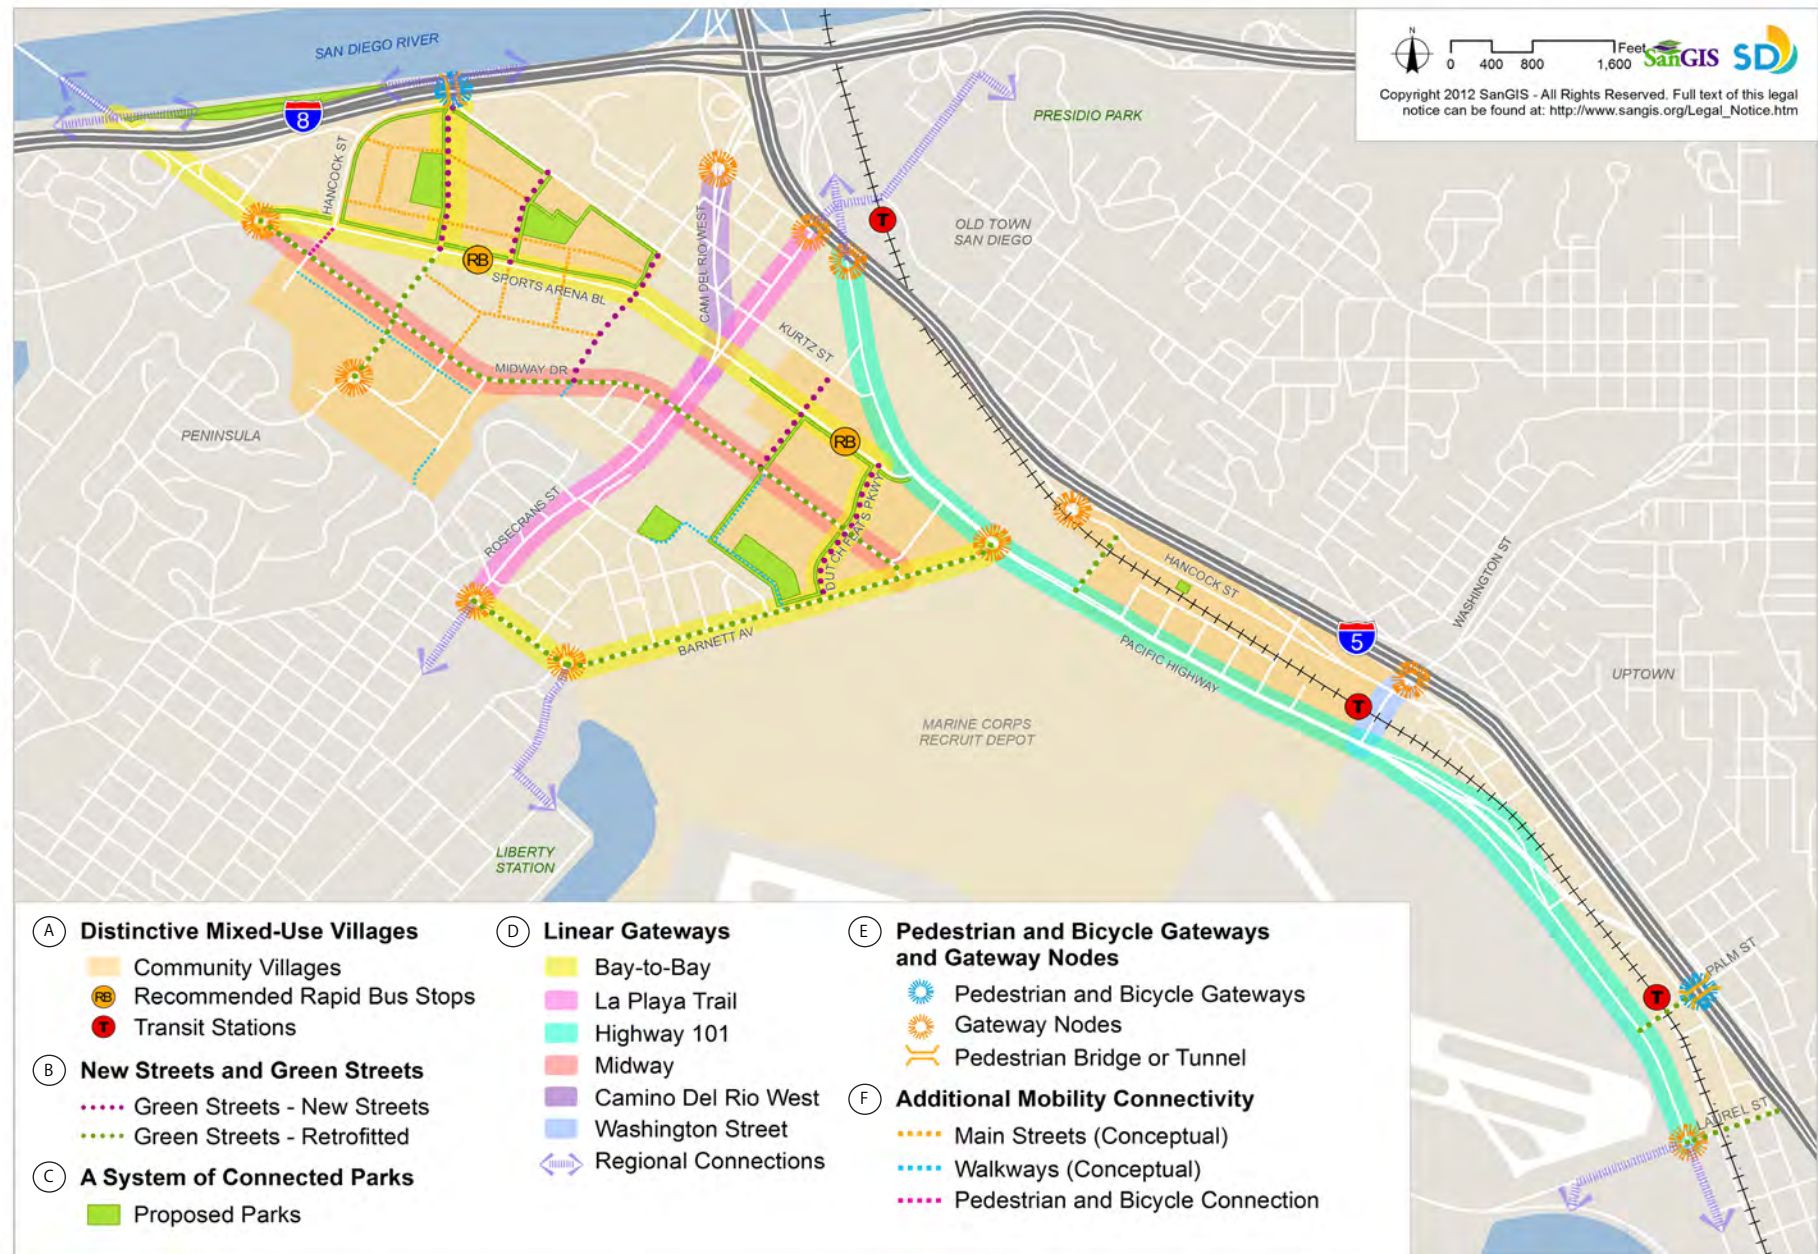 SAN DIEGO RIVER
8
HANCOCK ST
CAM DEL RIO WEST
PRESIDIO PARK
N
0 400 800 1,600 Feet
SanGIS SD
Copyright 2012 SanGIS - All Rights Reserved. Full text of this legal
notice can be found at: http://www.sangis.org/Legal_Notice.htm
T
OLD TOWN
SAN DIEGO
RB
SPORTS ARENA BL
KURTZ ST
MIDWAY DR
PENINSULA
RB
ROSECRANS ST
DUTCH FLATS PKWY
BARNETT AV
HANCOCK ST
WASHINGTON ST
5
PACIFIC HIGHWAY
UPTOWN
T
MARINE CORPS
RECRUIT DEPOT
LIBERTY
STATION
PALM ST
T
LAUREL ST
A Distinctive Mixed-Use Villages
Community Villages
RB Recommended Rapid Bus Stops
T Transit Stations
B New Streets and Green Streets
Green Streets - New Streets
Green Streets - Retrofitted
C A System of Connected Parks
Proposed Parks
D Linear Gateways
Bay-to-Bay
La Playa Trail
Highway 101
Midway
Camino Del Rio West
Washington Street
Regional Connections
E Pedestrian and Bicycle Gateways
and Gateway Nodes
Pedestrian and Bicycle Gateways
Gateway Nodes
Pedestrian Bridge or Tunnel
F Additional Mobility Connectivity
Main Streets (Conceptual)
Walkways (Conceptual)
Pedestrian and Bicycle Connection